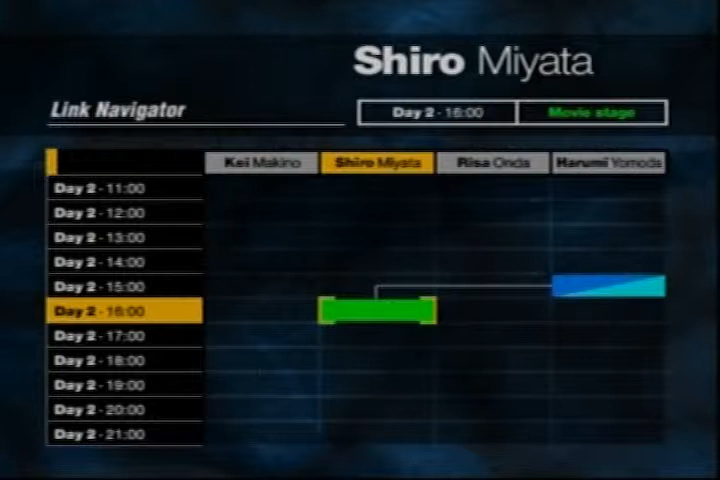 Shiro Miyata
Link Navigator
Day 2 - 16:00 Movie stage
Kei Makino Shiro Miyata Risa Onda Harumi Yomoda
Day 2 - 11:00
Day 2 - 12:00
Day 2 - 13:00
Day 2 - 14:00
Day 2 - 15:00
Day 2 - 16:00
Day 2 - 17:00
Day 2 - 18:00
Day 2 - 19:00
Day 2 - 20:00
Day 2 - 21:00